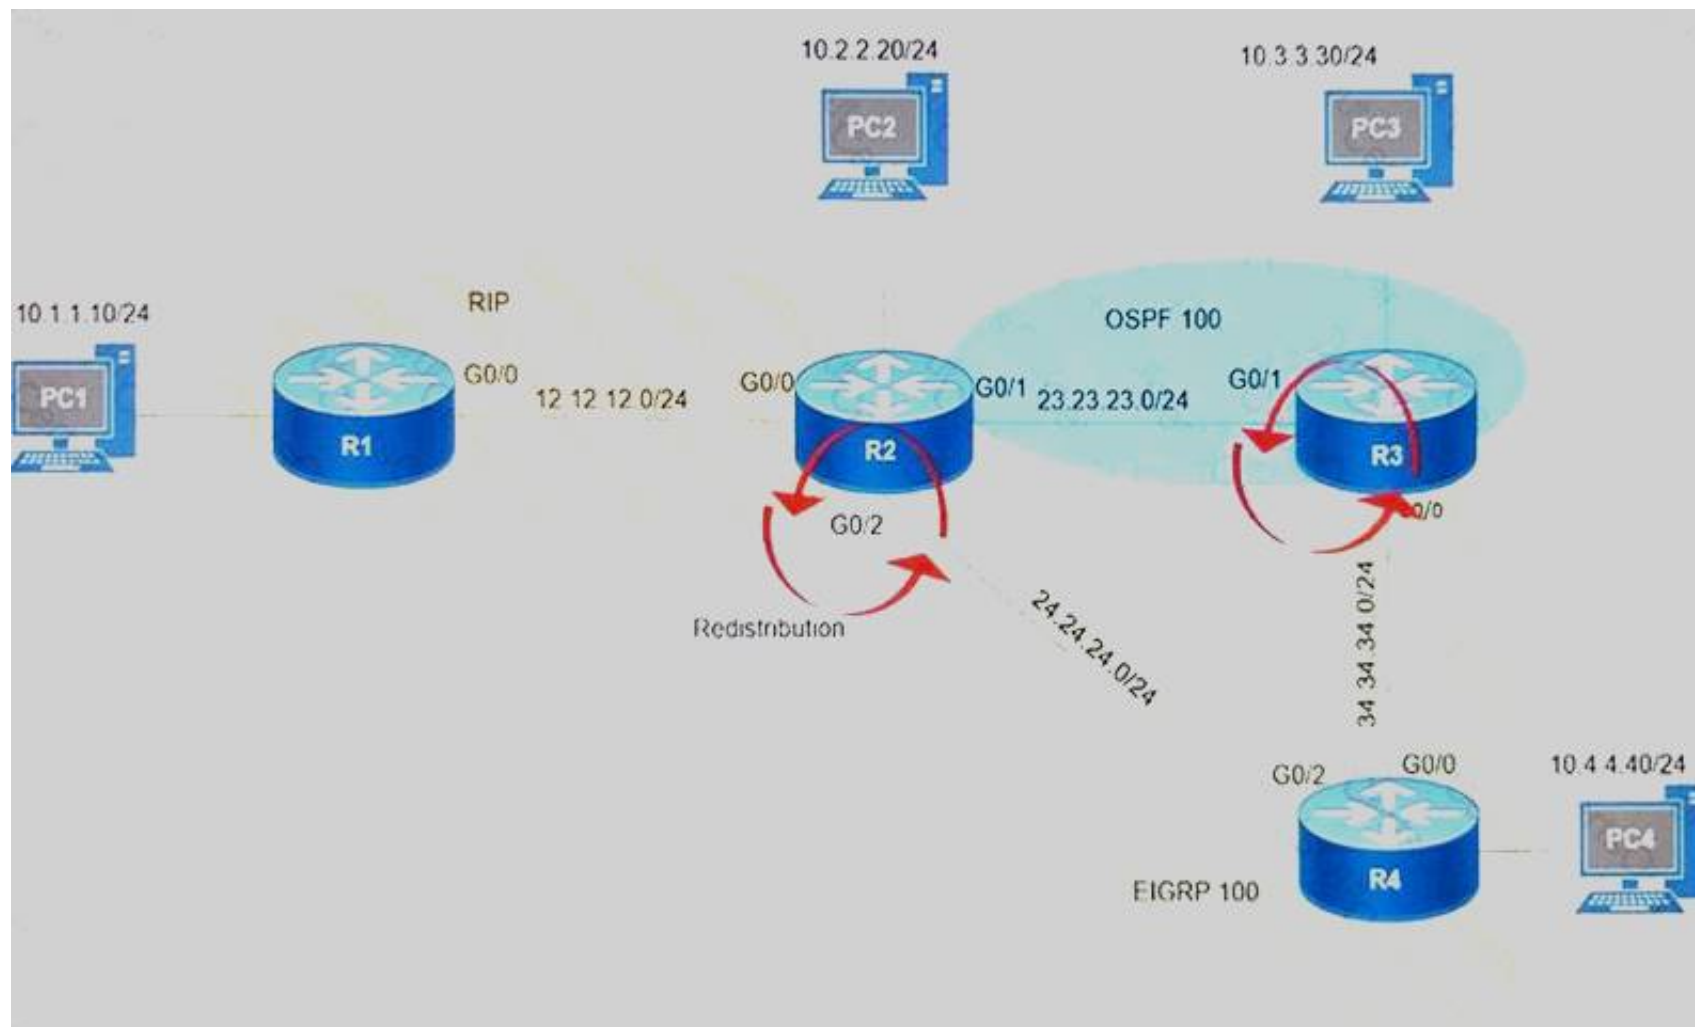 10.2.2.20/24
10.3.3.30/24
PC2
PC3
RIP
10.1.1.10/24
OSPF 100
PC1
G0/0
12.12.12.0/24
G0/0
G0/1
23.23.23.0/24
G0/1
R1
R2
R3
G0/2
Redistribution
24.24.24.0/24
34.34.34.0/24
G0/2
G0/0
10.4.4.40/24
PC4
R4
EIGRP 100